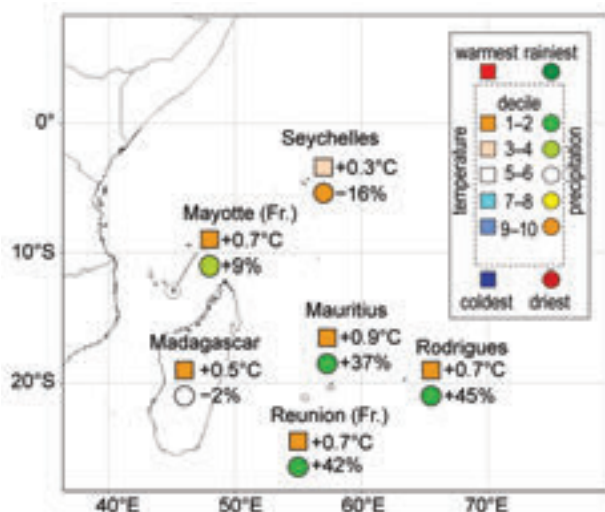 warmest rainiest
decile
1–2
3–4
5–6
7–8
9–10
temperature
precipitation
coldest driest
0°
10°S
20°S
Seychelles
+0.3°C
−16%
Mayotte (Fr.)
+0.7°C
+9%
Madagascar
+0.5°C
−2%
Mauritius
+0.9°C
+37%
Rodrigues
+0.7°C
+45%
Reunion (Fr.)
+0.7°C
+42%
40°E 50°E 60°E 70°E